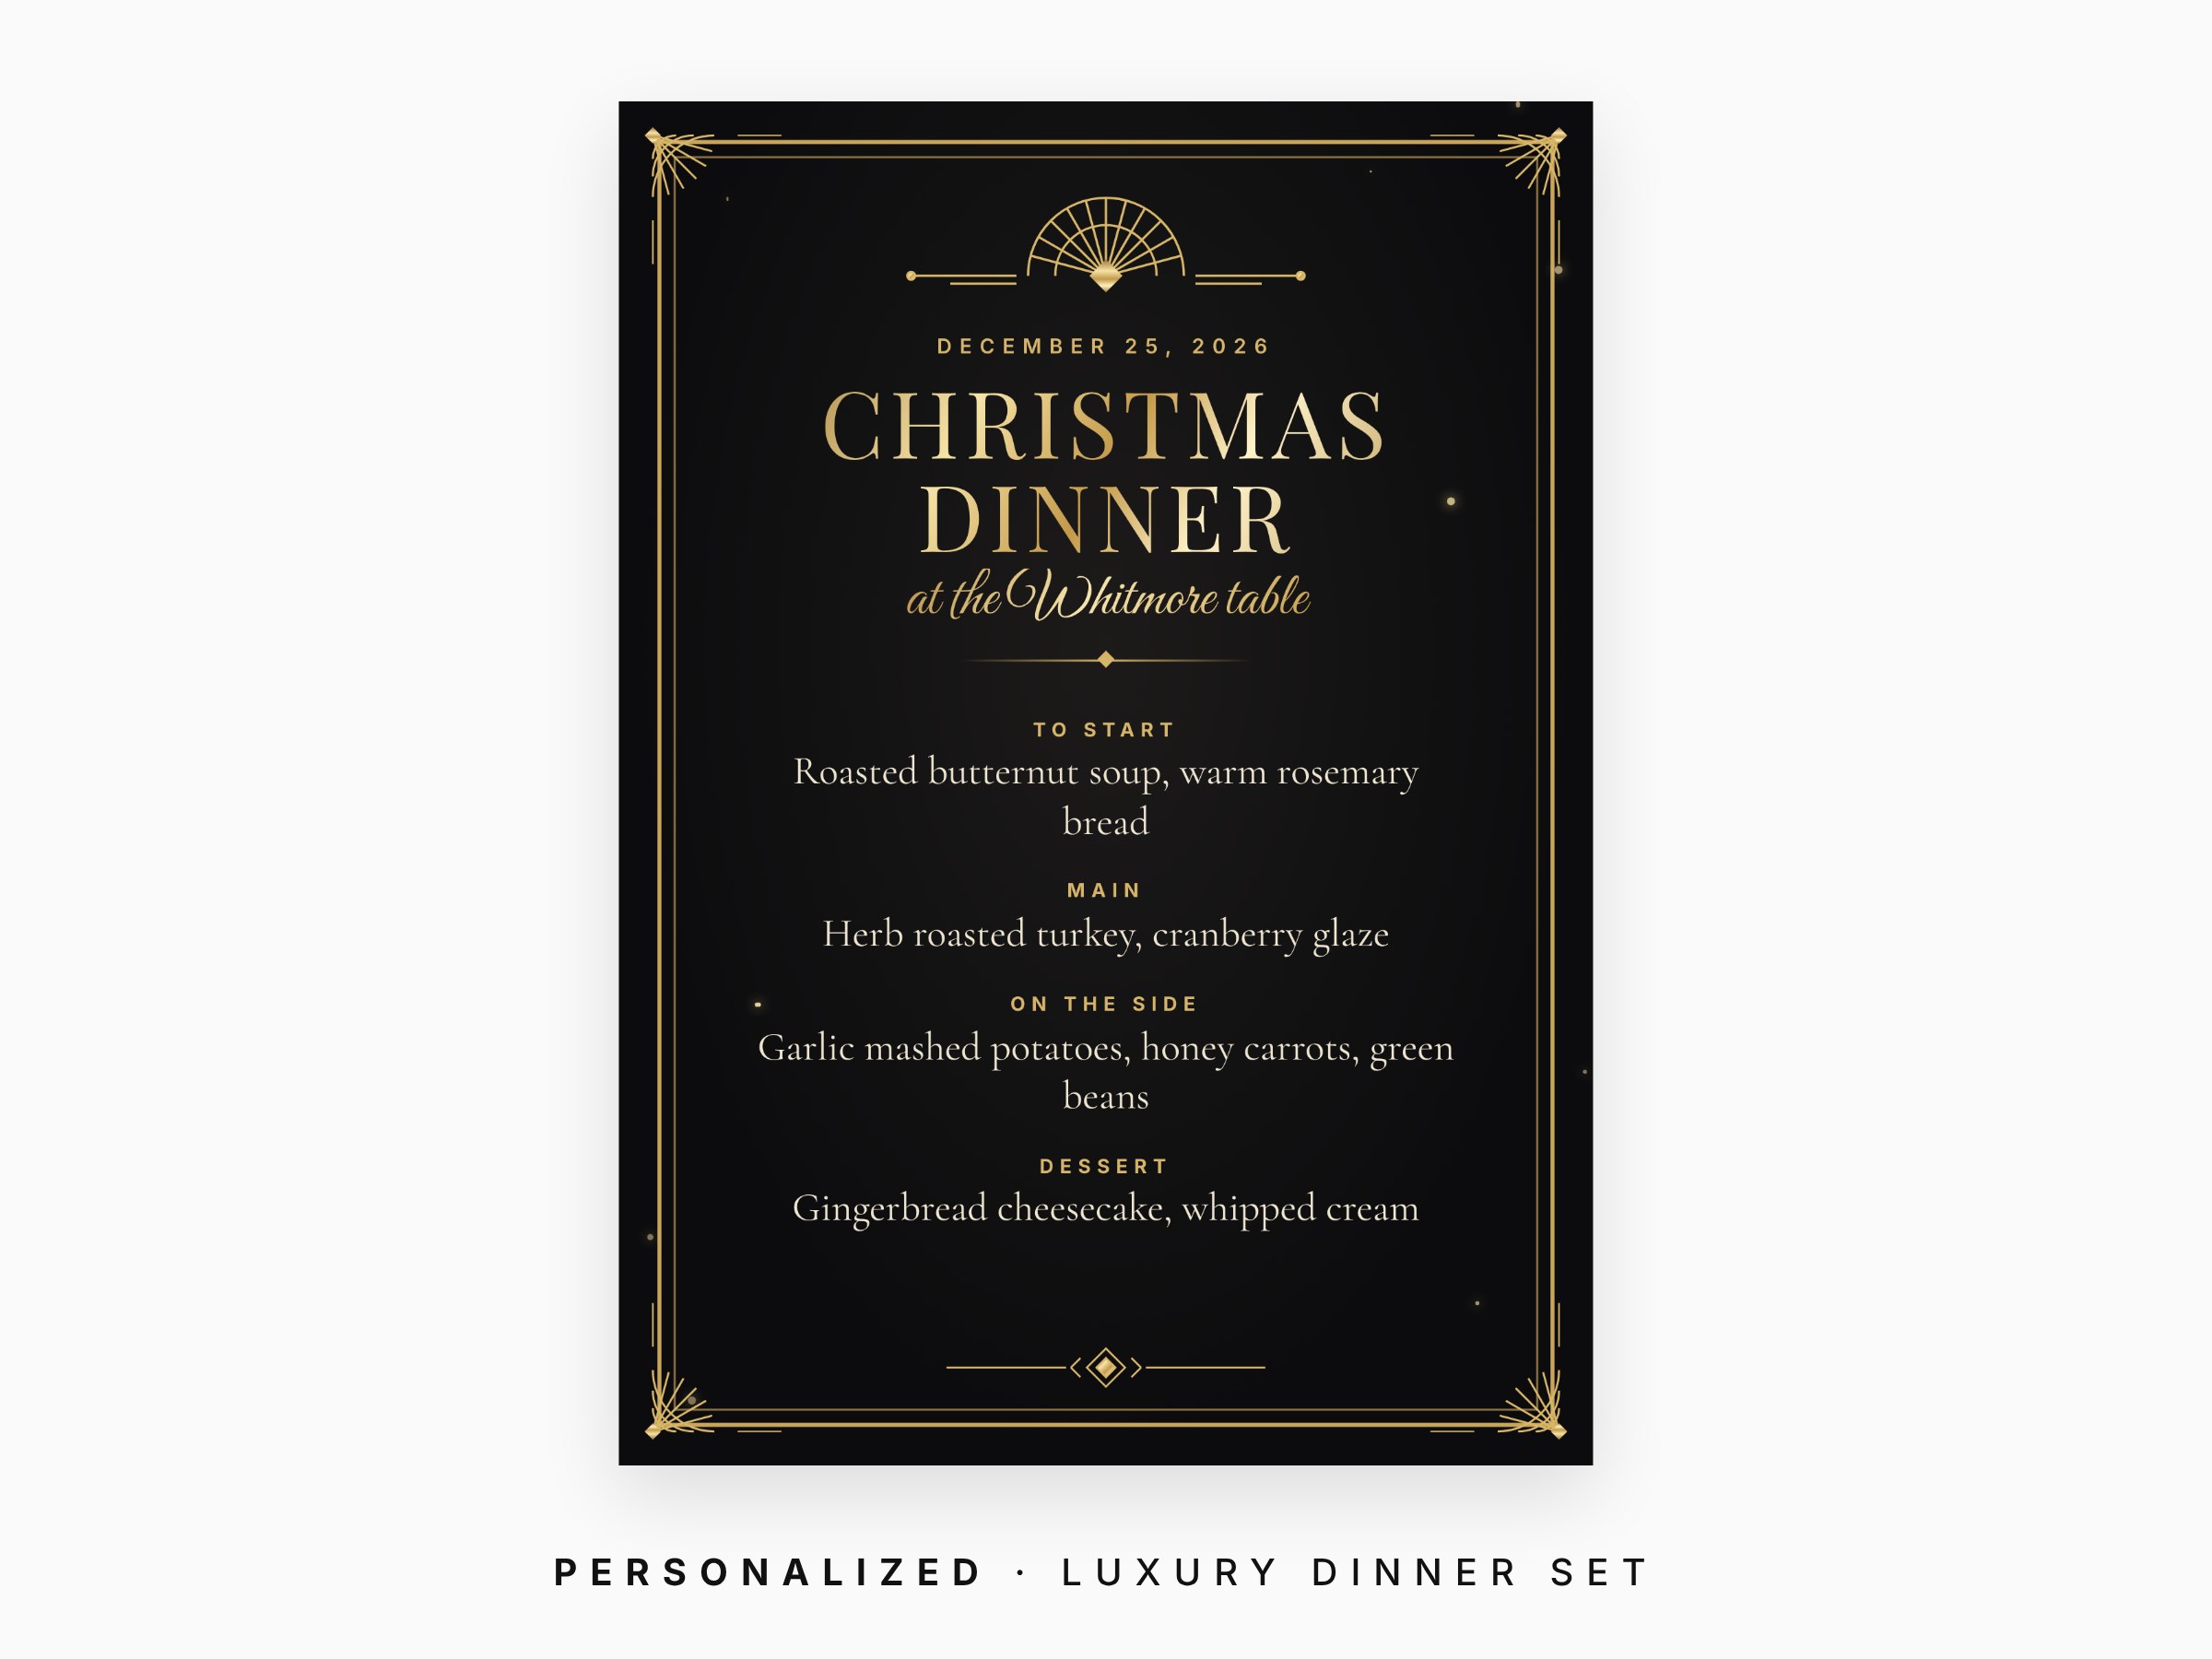 DECEMBER 25, 2026
CHRISTMAS
DINNER
at the Whitmore table
TO START
Roasted butternut soup, warm rosemary
bread
MAIN
Herb roasted turkey, cranberry glaze
ON THE SIDE
Garlic mashed potatoes, honey carrots, green
beans
DESSERT
Gingerbread cheesecake, whipped cream
PERSONALIZED · LUXURY DINNER SET